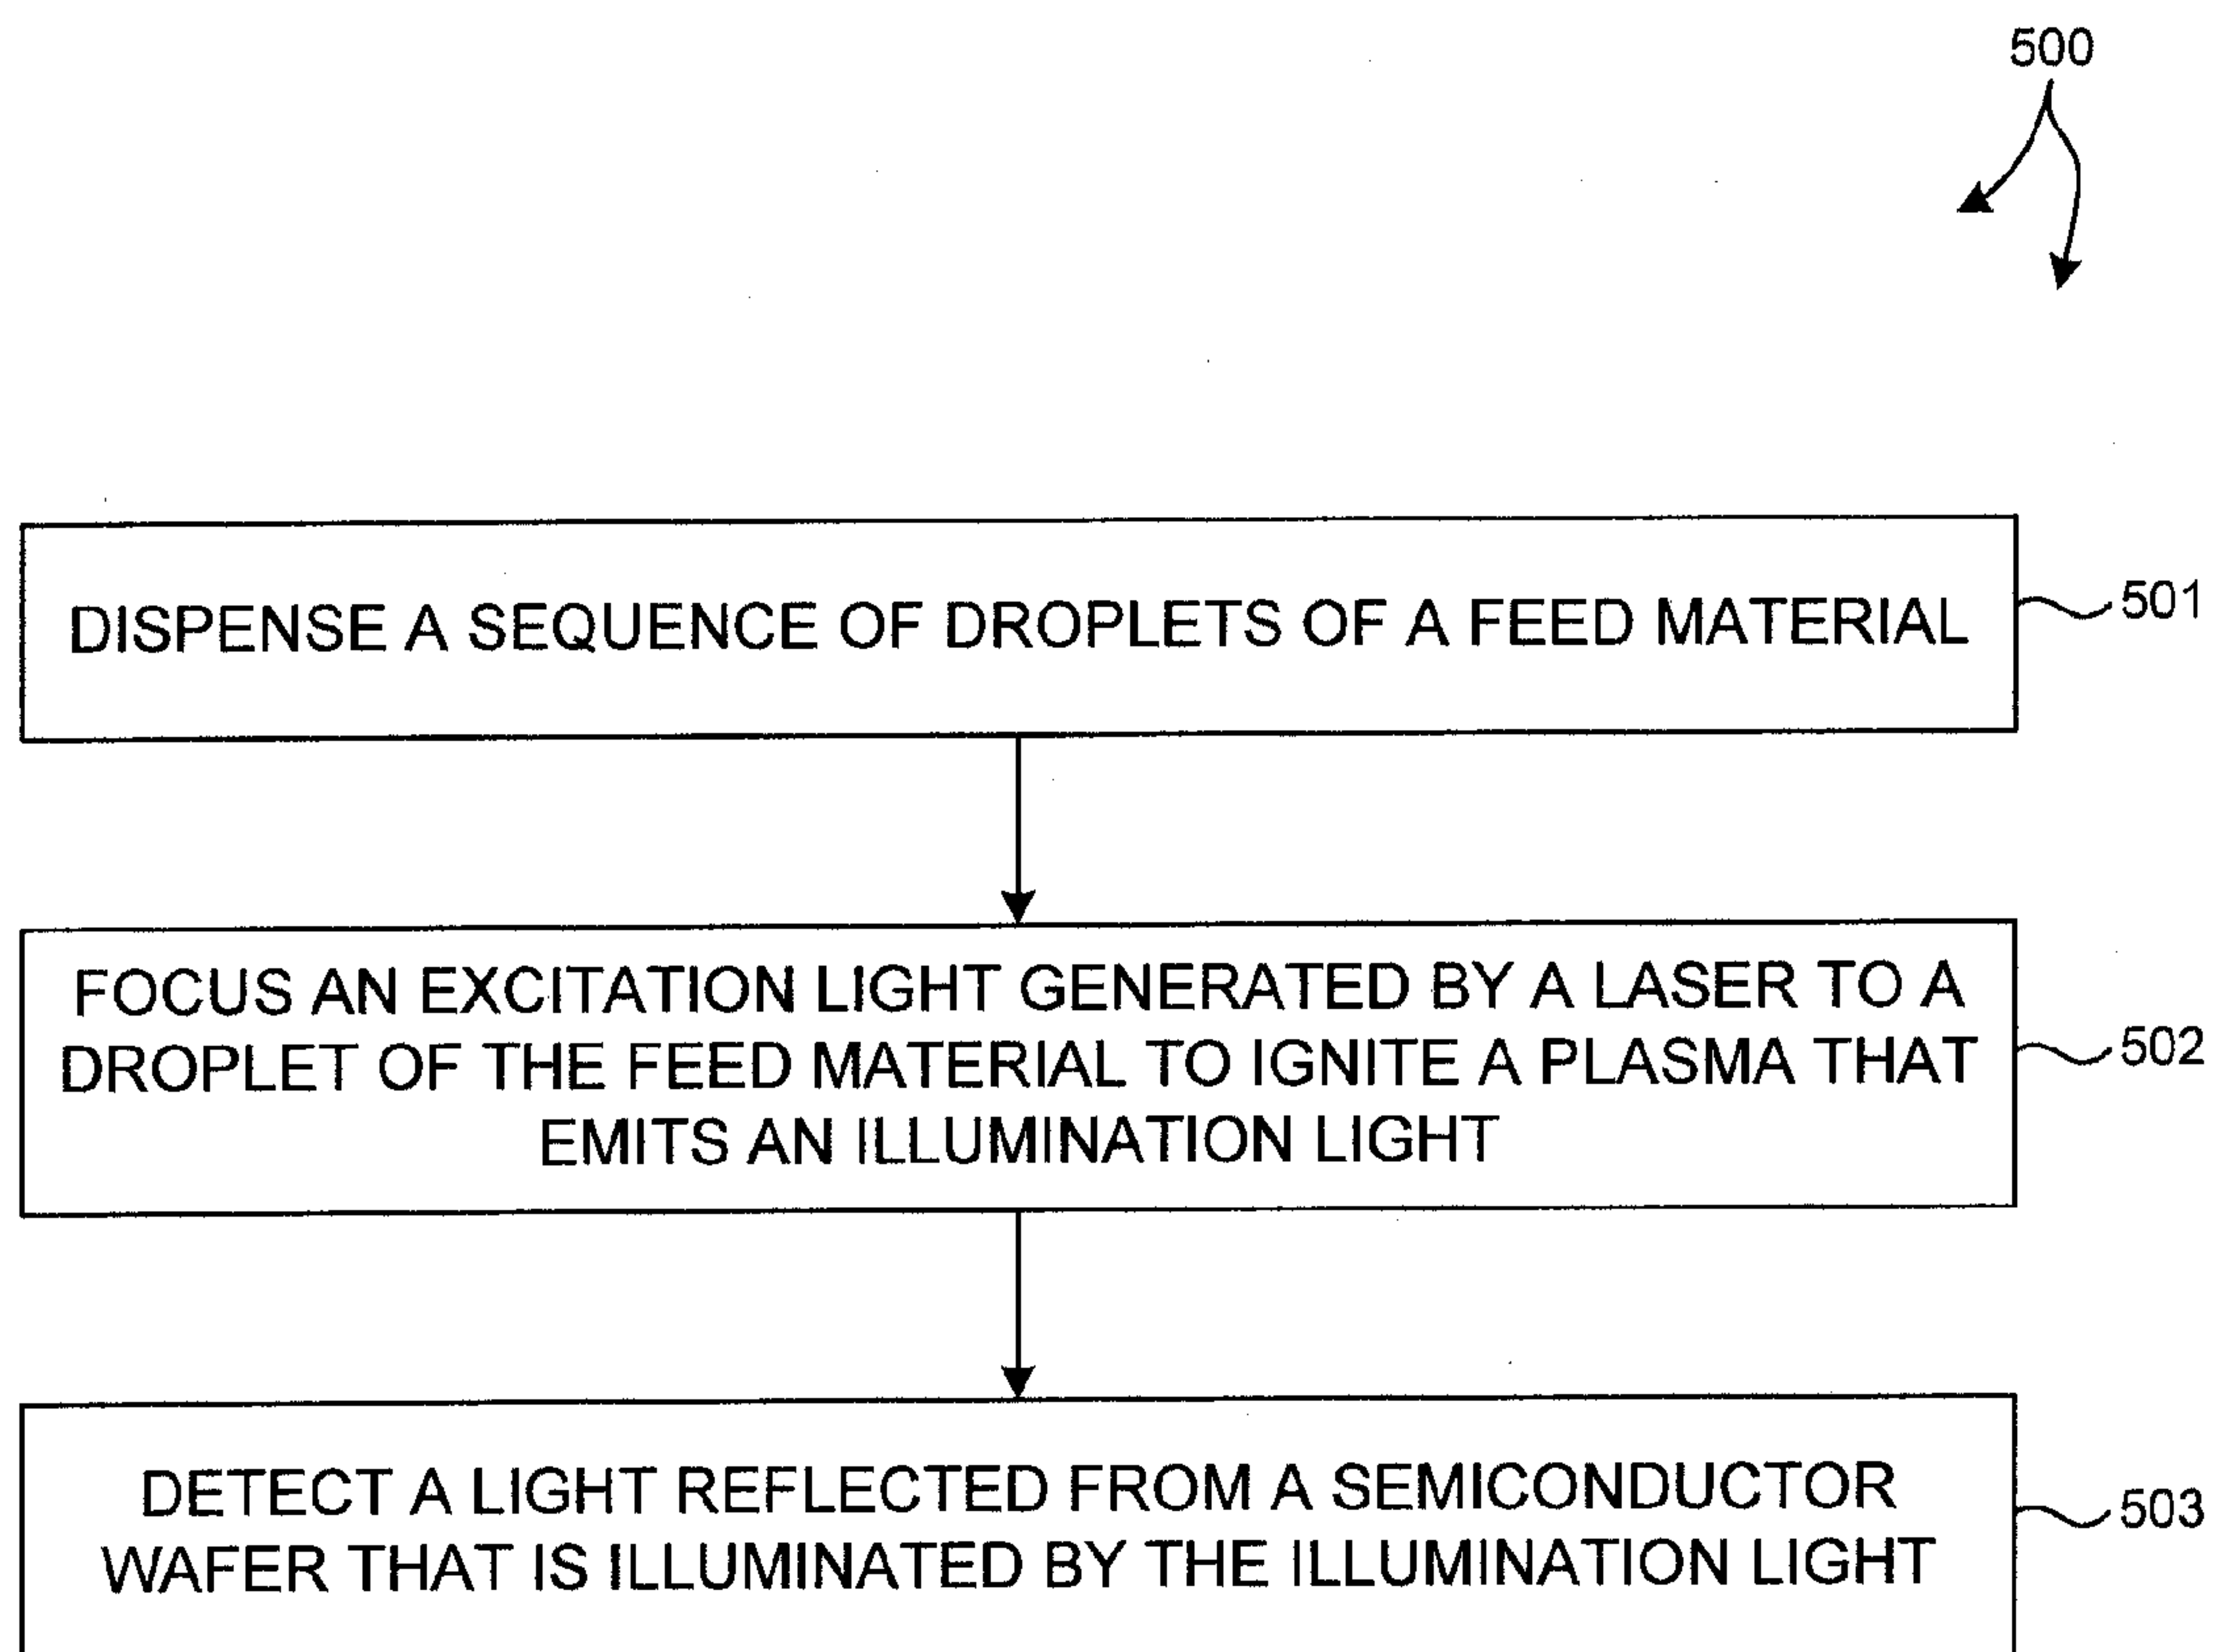 500
DISPENSE A SEQUENCE OF DROPLETS OF A FEED MATERIAL
501
FOCUS AN EXCITATION LIGHT GENERATED BY A LASER TO A
DROPLET OF THE FEED MATERIAL TO IGNITE A PLASMA THAT
EMITS AN ILLUMINATION LIGHT
502
DETECT A LIGHT REFLECTED FROM A SEMICONDUCTOR
WAFER THAT IS ILLUMINATED BY THE ILLUMINATION LIGHT
503